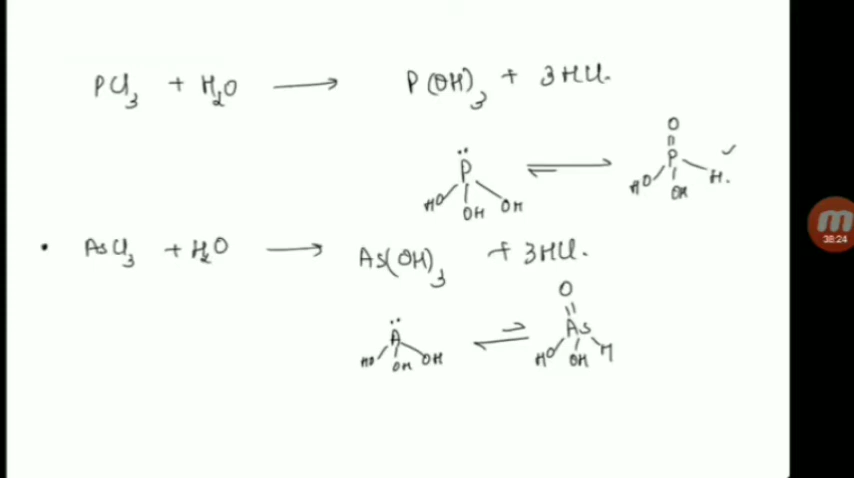 PCl₃ + H₂O ⟶ P(OH)₃ + 3HCl.
P̈ HO OH OH ⇌ O P HO OH H. ✓
• AsCl₃ + H₂O ⟶ As(OH)₃ + 3HCl.
Ä HO OH OH ⇌ O As HO OH H
38:24